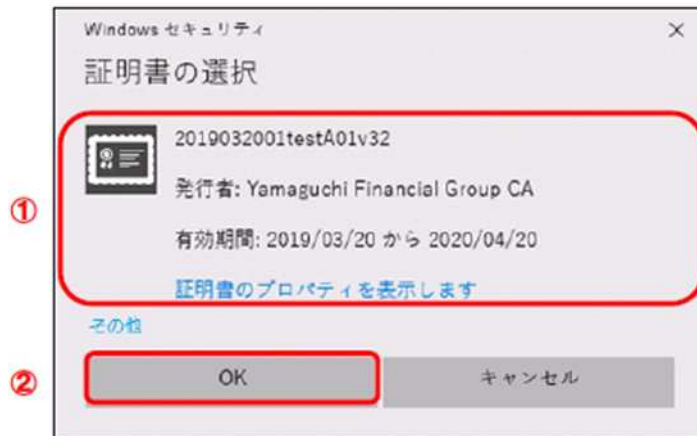 Windows セキュリティ
証明書の選択
①
2019032001testA01v32
発行者: Yamaguchi Financial Group CA
有効期間: 2019/03/20 から 2020/04/20
証明書のプロパティを表示します
その他
②
OK
キャンセル